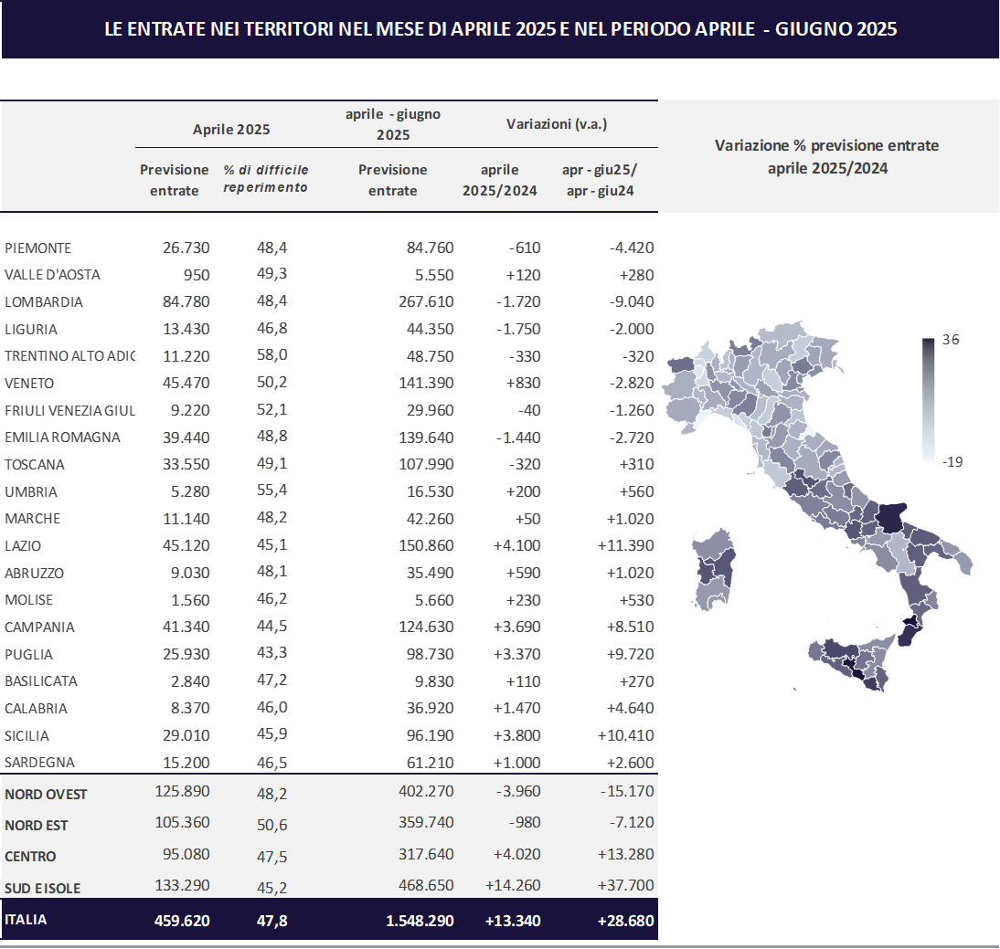 LE ENTRATE NEI TERRITORI NEL MESE DI APRILE 2025 E NEL PERIODO APRILE - GIUGNO 2025
Aprile 2025 aprile - giugno 2025 Variazioni (v.a.)
Previsione entrate % di difficile reperimento Previsione entrate aprile 2025/2024 apr - giu25/ apr - giu24
Variazione % previsione entrate
aprile 2025/2024
PIEMONTE 26.730 48,4 84.760 -610 -4.420
VALLE D'AOSTA 950 49,3 5.550 +120 +280
LOMBARDIA 84.780 48,4 267.610 -1.720 -9.040
LIGURIA 13.430 46,8 44.350 -1.750 -2.000
TRENTINO ALTO ADIG 11.220 58,0 48.750 -330 -320
VENETO 45.470 50,2 141.390 +830 -2.820
FRIULI VENEZIA GIUL 9.220 52,1 29.960 -40 -1.260
EMILIA ROMAGNA 39.440 48,8 139.640 -1.440 -2.720
TOSCANA 33.550 49,1 107.990 -320 +310
UMBRIA 5.280 55,4 16.530 +200 +560
MARCHE 11.140 48,2 42.260 +50 +1.020
LAZIO 45.120 45,1 150.860 +4.100 +11.390
ABRUZZO 9.030 48,1 35.490 +590 +1.020
MOLISE 1.560 46,2 5.660 +230 +530
CAMPANIA 41.340 44,5 124.630 +3.690 +8.510
PUGLIA 25.930 43,3 98.730 +3.370 +9.720
BASILICATA 2.840 47,2 9.830 +110 +270
CALABRIA 8.370 46,0 36.920 +1.470 +4.640
SICILIA 29.010 45,9 96.190 +3.800 +10.410
SARDEGNA 15.200 46,5 61.210 +1.000 +2.600
NORD OVEST 125.890 48,2 402.270 -3.960 -15.170
NORD EST 105.360 50,6 359.740 -980 -7.120
CENTRO 95.080 47,5 317.640 +4.020 +13.280
SUD E ISOLE 133.290 45,2 468.650 +14.260 +37.700
ITALIA 459.620 47,8 1.548.290 +13.340 +28.680
36
-19